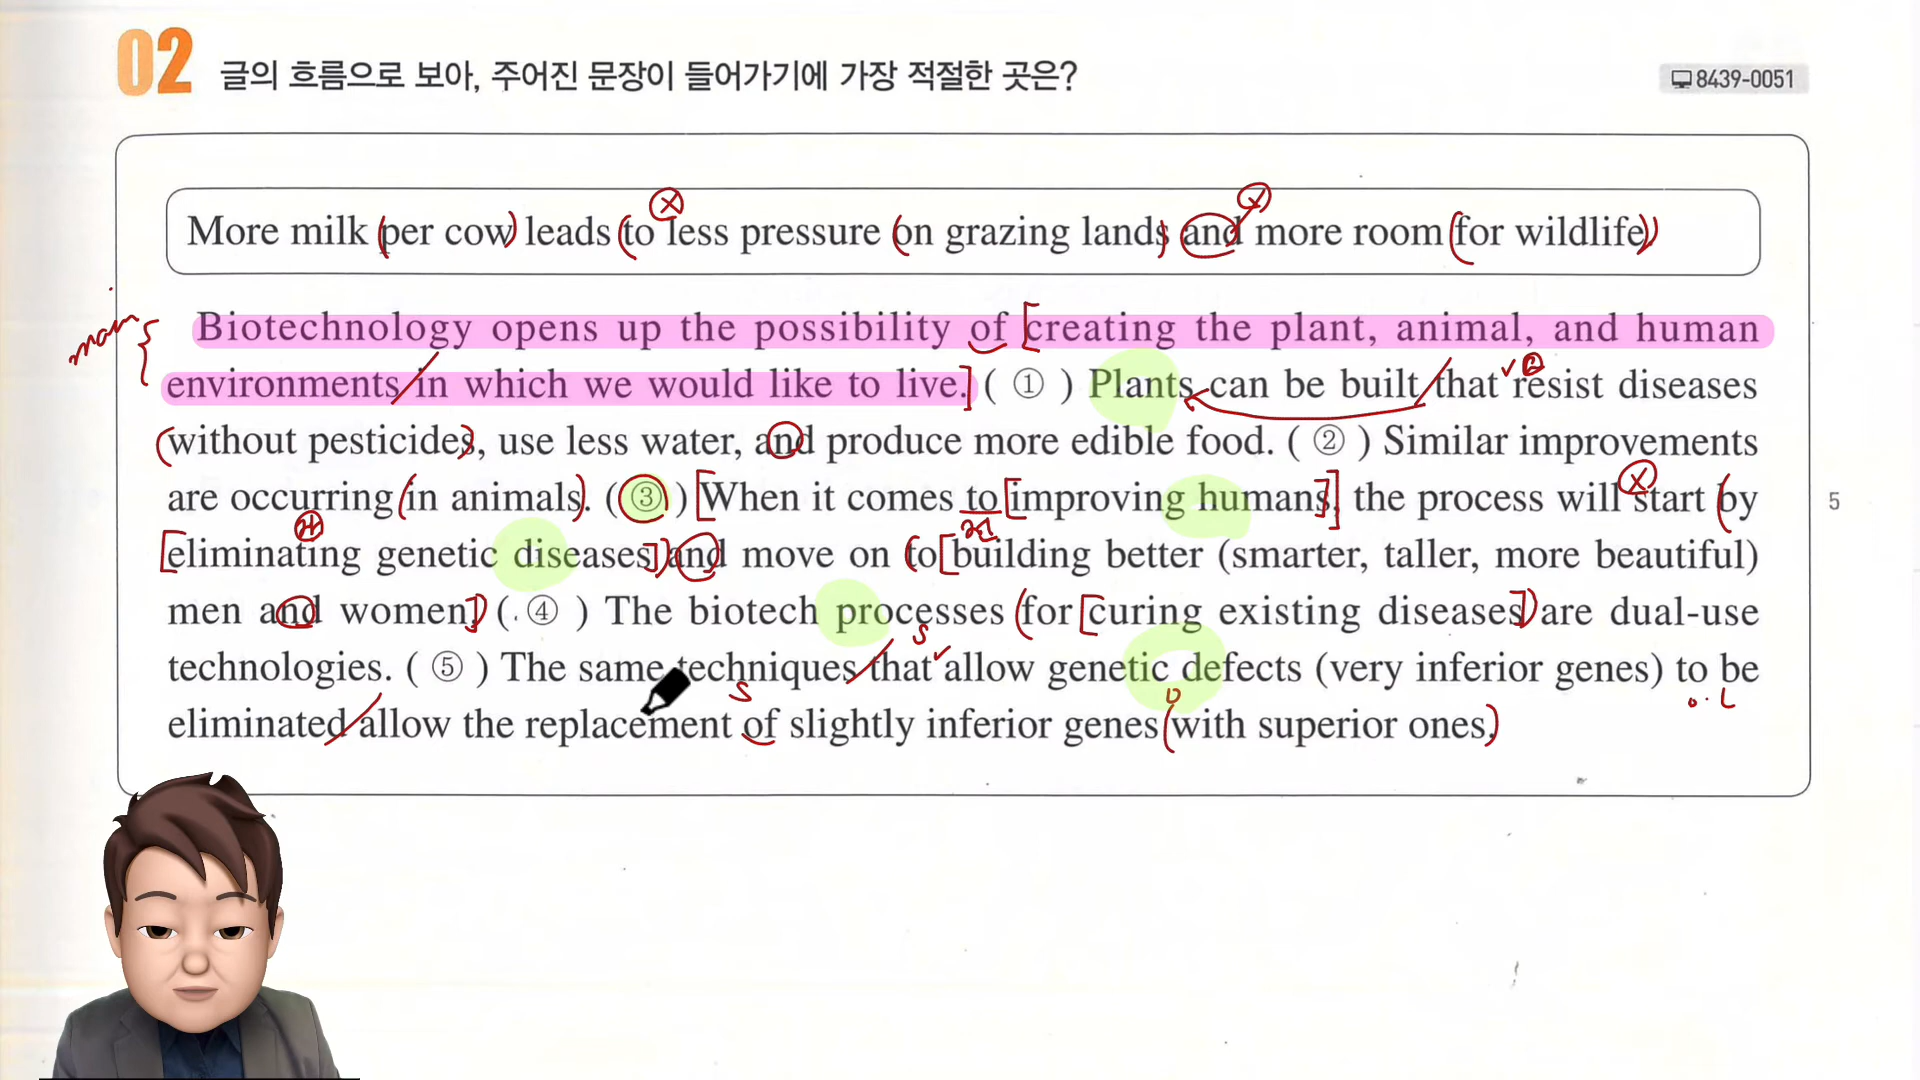 02 글의 흐름으로 보아, 주어진 문장이 들어가기에 가장 적절한 곳은?
8439-0051
More milk per cow leads to less pressure on grazing lands and more room for wildlife.
main
Biotechnology opens up the possibility of creating the plant, animal, and human
environments in which we would like to live. ( ① ) Plants can be built that resist diseases
without pesticides, use less water, and produce more edible food. ( ② ) Similar improvements
are occurring in animals. ( ③ ) When it comes to improving humans, the process will start by
5
eliminating genetic diseases and move on to building better (smarter, taller, more beautiful)
men and women. ( ④ ) The biotech processes for curing existing diseases are dual-use
technologies. ( ⑤ ) The same techniques that allow genetic defects (very inferior genes) to be
eliminated allow the replacement of slightly inferior genes with superior ones.